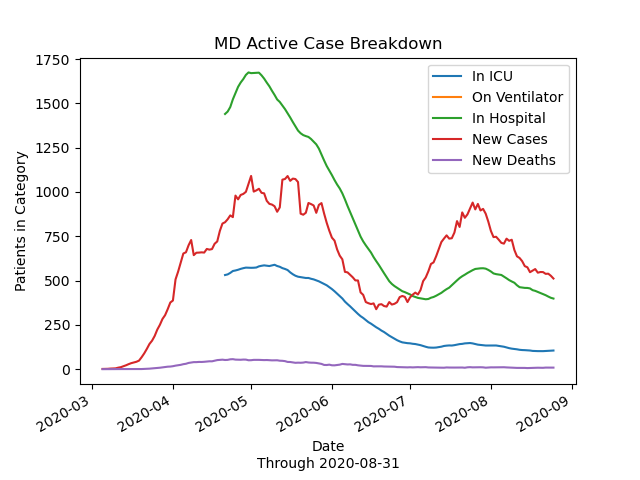 MD Active Case Breakdown
Patients in Category
1750
1500
1250
1000
750
500
250
0
In ICU
On Ventilator
In Hospital
New Cases
New Deaths
2020-03
2020-04
2020-05
2020-06
2020-07
2020-08
2020-09
Date
Through 2020-08-31